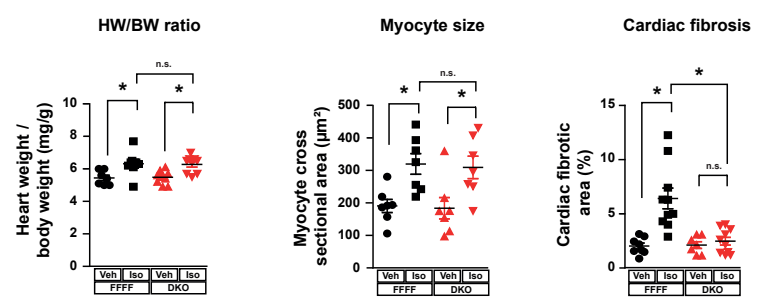 HW/BW ratio
n.s.
*
*
Heart weight /
body weight (mg/g)
10
8
6
4
2
0
Veh Iso Veh Iso
FFFF DKO
Myocyte size
n.s.
*
*
Myocyte cross
sectional area (µm²)
500
400
300
200
100
0
Veh Iso Veh Iso
FFFF DKO
Cardiac fibrosis
*
*
n.s.
Cardiac fibrotic
area (%)
15
10
5
0
Veh Iso Veh Iso
FFFF DKO